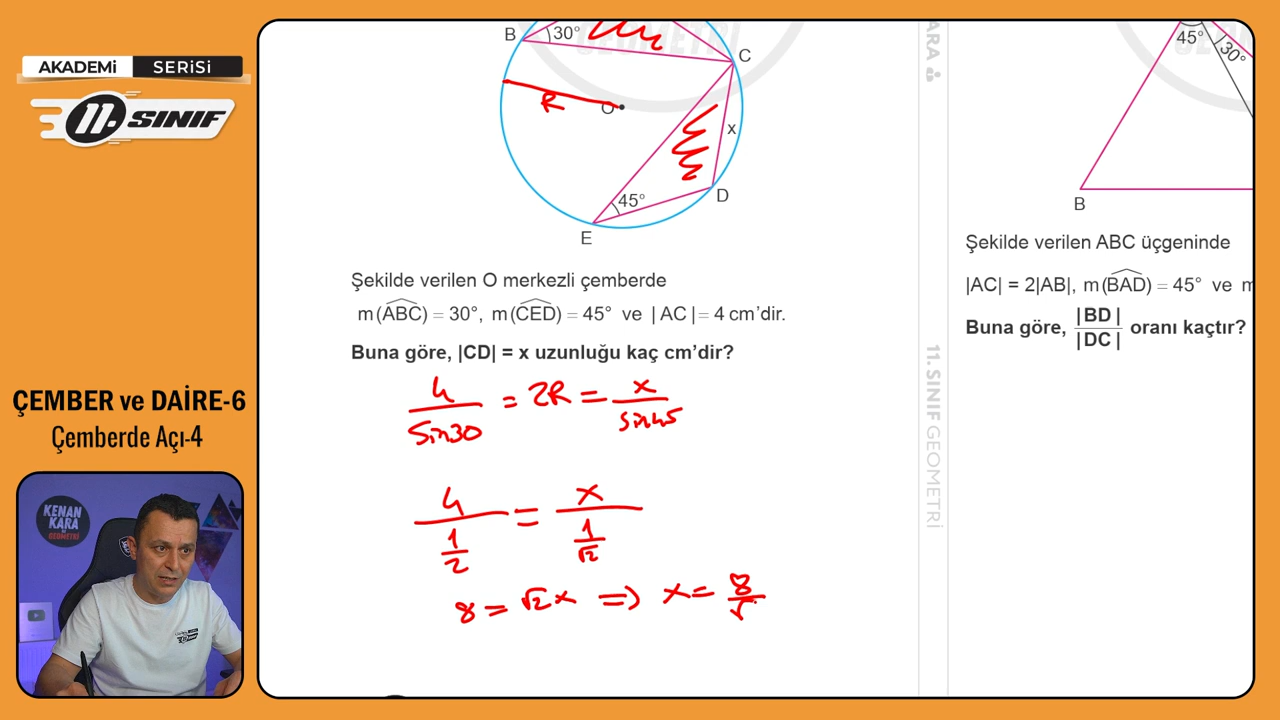 AKADEMİ SERİSİ
11. SINIF
ÇEMBER ve DAİRE-6
Çemberde Açı-4
KENAN
KARA
GEOMETRİ
B 30° C
R O
x
45° D
E
Şekilde verilen O merkezli çemberde
m(ABC) = 30°, m(CED) = 45° ve |AC| = 4 cm’dir.
Buna göre, |CD| = x uzunluğu kaç cm’dir?
4/Sin30 = 2R = x/sin45
4/(1/2) = x/(1/√2)
8 = √2x ⇒ x = 8/√
ARA
11. SINIF GEOMETRİ
GEOMETRİ
45° 30°
B
Şekilde verilen ABC üçgeninde
|AC| = 2|AB|, m(BAD) = 45° ve m
Buna göre, |BD|/|DC| oranı kaçtır?